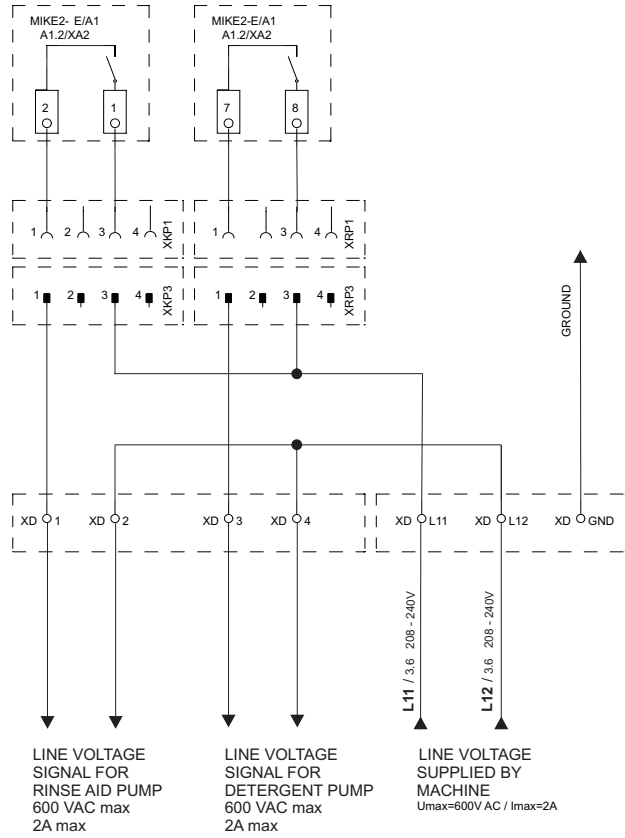 MIKE2- E/A1
A1.2/XA2
MIKE2-E/A1
A1.2/XA2
2
1
7
8
1
2
3
4
XKP1
1
2
3
4
XRP1
1
2
3
4
XKP3
1
2
3
4
XRP3
GROUND
XD 1
XD 2
XD 3
XD 4
XD L11
XD L12
XD GND
L11 / 3.6 208 - 240V
L12 / 3.6 208 - 240V
LINE VOLTAGE
SIGNAL FOR
RINSE AID PUMP
600 VAC max
2A max
LINE VOLTAGE
SIGNAL FOR
DETERGENT PUMP
600 VAC max
2A max
LINE VOLTAGE
SUPPLIED BY
MACHINE
Umax=600V AC / Imax=2A